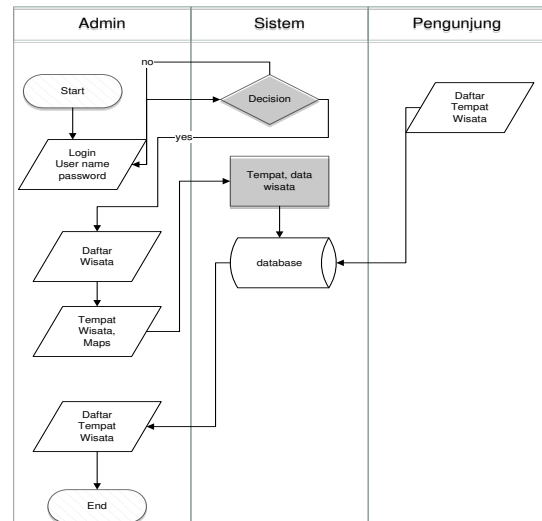 Admin
Sistem
Pengunjung
no
Start
Decision
Daftar
Tempat
Wisata
yes
Login
User name
password
Tempat, data
wisata
Daftar
Wisata
database
Tempat
Wisata,
Maps
Daftar
Tempat
Wisata
End